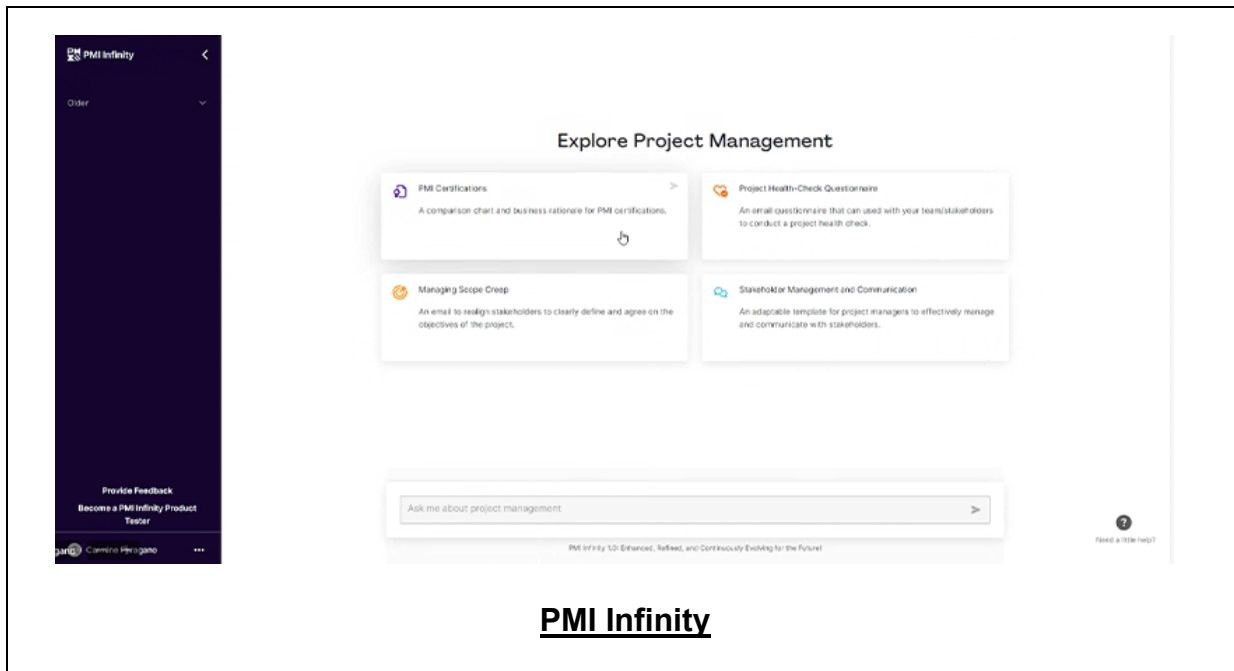 PMI Infinity
Older
Explore Project Management
PMI Certifications
A comparison chart and business rationale for PMI certifications.
Project Health-Check Questionnaire
An email questionnaire that can used with your team/stakeholders
to conduct a project health check.
Managing Scope Creep
An email to realign stakeholders to clearly define and agree on the
objectives of the project.
Stakeholder Management and Communication
An adaptable template for project managers to effectively manage
and communicate with stakeholders.
Provide Feedback
Become a PMI Infinity Product
Tester
Ask me about project management
PMI Infinity 1.0: Enhanced, Refined, and Continuously Evolving for the Future!
Need a little help?
PMI Infinity